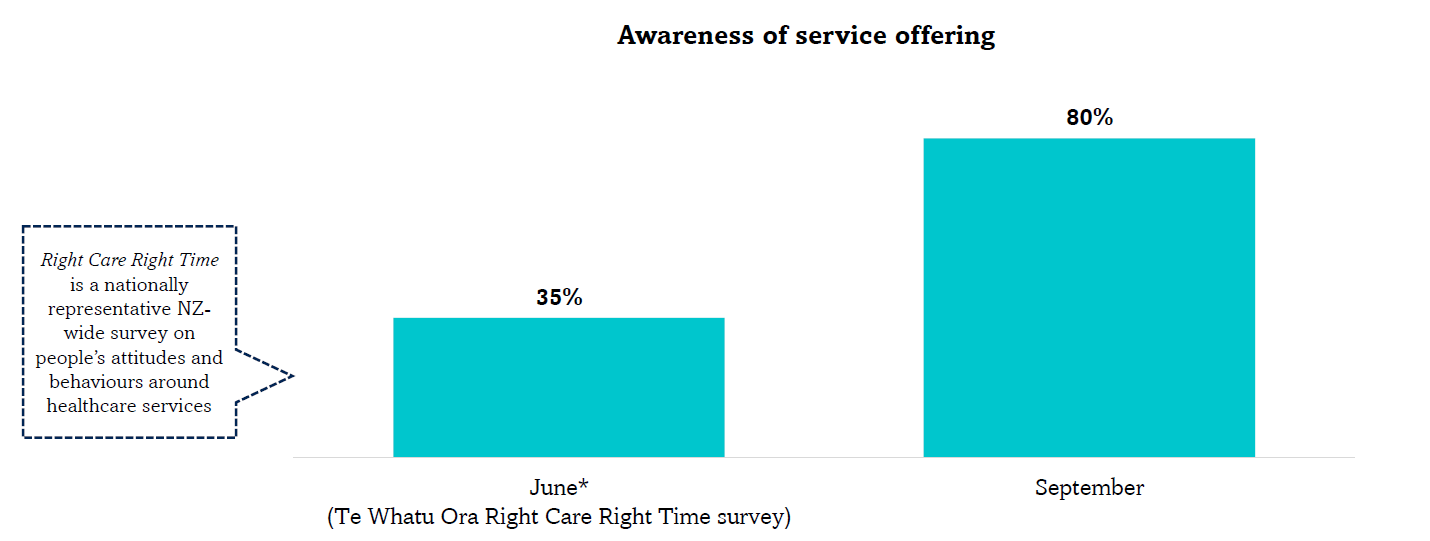 Awareness of service offering
80%
35%
Right Care Right Time
is a nationally
representative NZ-
wide survey on
people’s attitudes and
behaviours around
healthcare services
June*
(Te Whatu Ora Right Care Right Time survey)
September